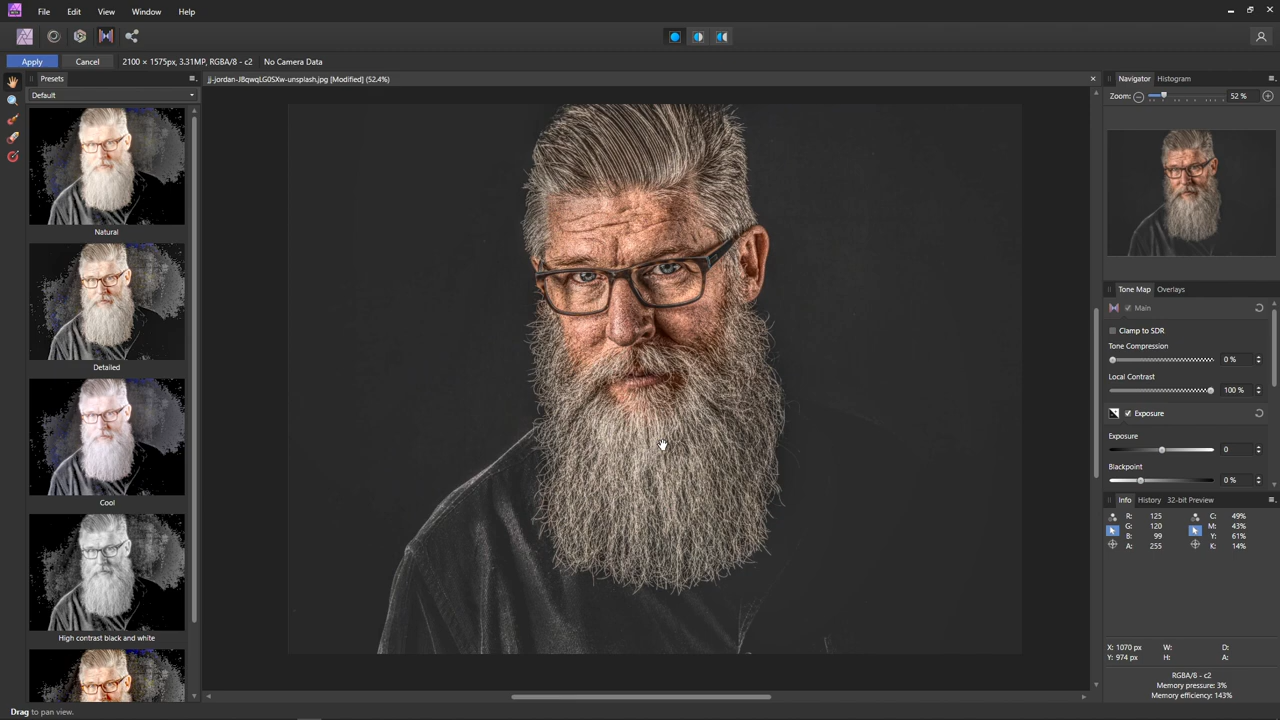 File Edit View Window Help
Apply Cancel 2100 × 1575px, 3.31MP, RGBA/8 - c2 No Camera Data
Presets
Default
Natural
Detailed
Cool
High contrast black and white
jj-jordan-J8qwqLG0SXw-unsplash.jpg [Modified] (52.4%)
Navigator Histogram
Zoom: 52 %
Tone Map Overlays
Main
Clamp to SDR
Tone Compression
0 %
Local Contrast
100 %
Exposure
Exposure
0
Blackpoint
0 %
Info History 32-bit Preview
R: 125 C: 49%
G: 120 M: 43%
B: 99 Y: 61%
A: 255 K: 14%
X: 1070 px W: D:
Y: 974 px H: A:
RGBA/8 - c2
Memory pressure: 3%
Memory efficiency: 143%
Drag to pan view.